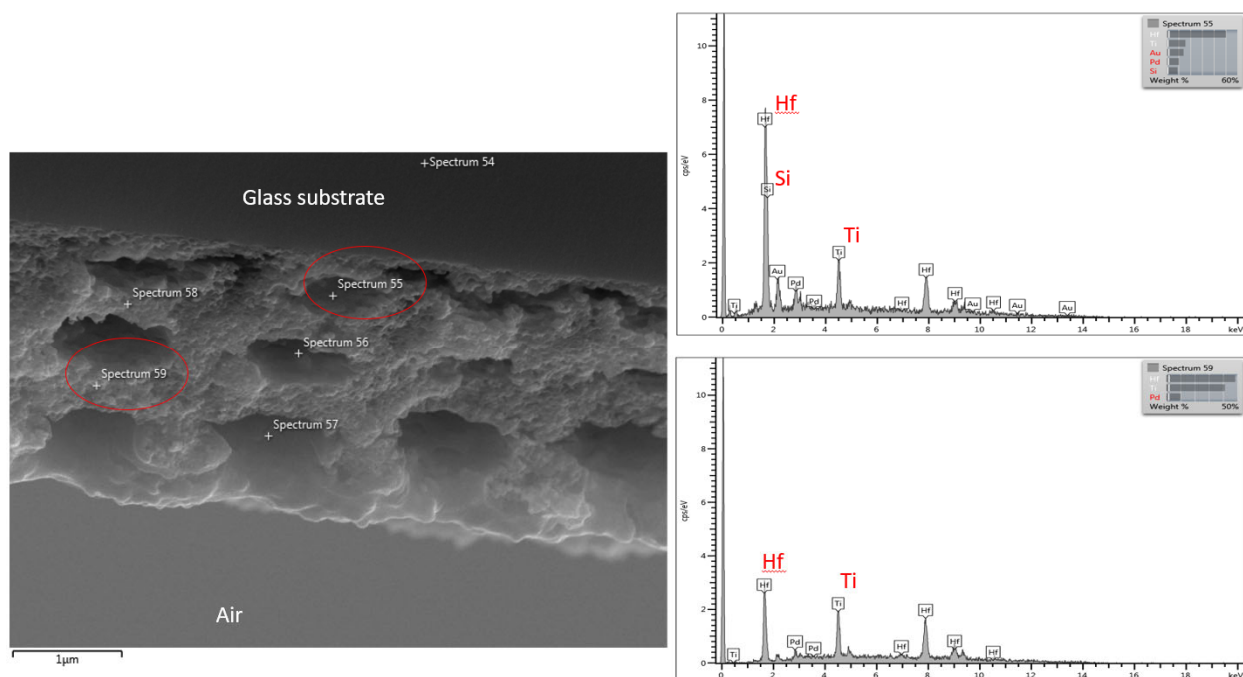 Spectrum 54
Glass substrate
Spectrum 55
Spectrum 58
Spectrum 56
Spectrum 59
Spectrum 57
Air
1µm
Spectrum 55
Hf
Ti
Au
Pd
Si
Weight % 60%
cps/eV
10
8
6
4
2
0
Hf
Hf
Si
Si
Ti
Ti
Au
Pd
Ti
Pd
Hf
Hf
Hf
Au
Hf
Au
Au
0 2 4 6 8 10 12 14 16 18 keV
Spectrum 59
Hf
Ti
Pd
Weight % 50%
cps/eV
10
8
6
4
2
0
Hf
Ti
Hf
Ti
Hf
Ti
Pd
Pd
Hf
Hf
Hf
0 2 4 6 8 10 12 14 16 18 keV